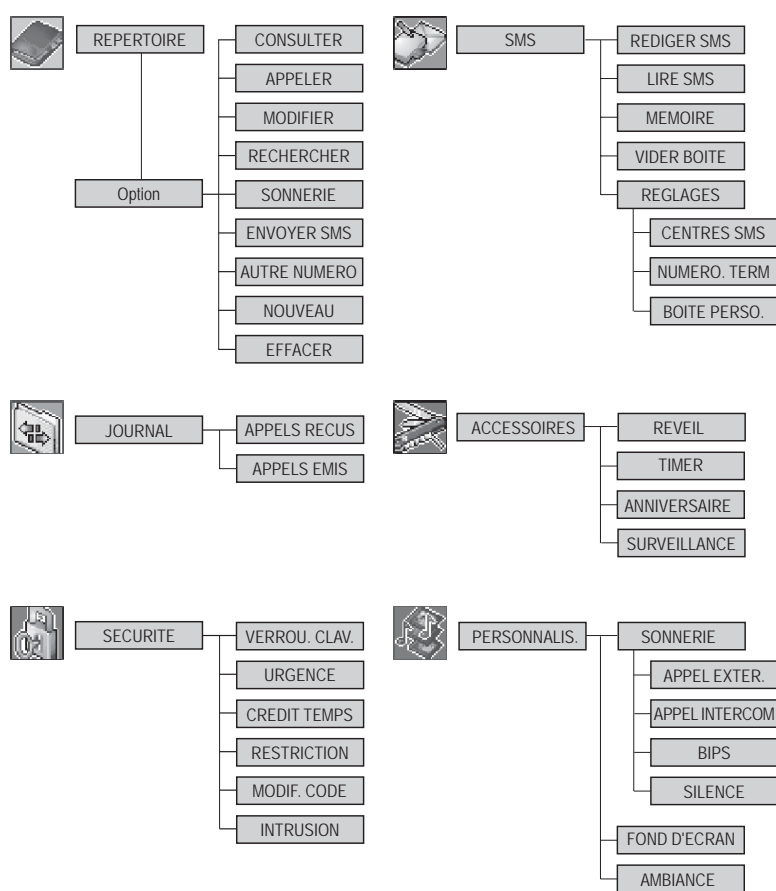 REPERTOIRE
CONSULTER
APPELER
MODIFIER
RECHERCHER
Option
SONNERIE
ENVOYER SMS
AUTRE NUMERO
NOUVEAU
EFFACER
SMS
REDIGER SMS
LIRE SMS
MEMOIRE
VIDER BOITE
REGLAGES
CENTRES SMS
NUMERO. TERM
BOITE PERSO.
JOURNAL
APPELS RECUS
APPELS EMIS
ACCESSOIRES
REVEIL
TIMER
ANNIVERSAIRE
SURVEILLANCE
SECURITE
VERROU. CLAV.
URGENCE
CREDIT TEMPS
RESTRICTION
MODIF. CODE
INTRUSION
PERSONNALIS.
SONNERIE
APPEL EXTER.
APPEL INTERCOM
BIPS
SILENCE
FOND D'ECRAN
AMBIANCE